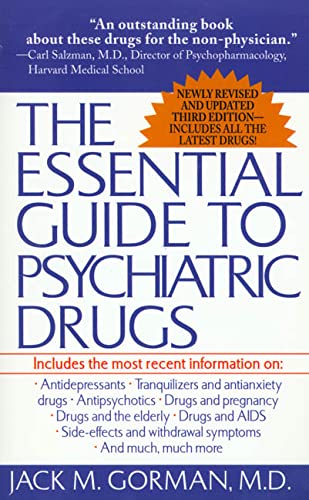 “An outstanding book
about these drugs for the non-physician.”
—Carl Salzman, M.D., Director of Psychopharmacology,
Harvard Medical School
NEWLY REVISED
AND UPDATED
THIRD EDITION—
INCLUDES ALL THE
LATEST DRUGS!
THE
ESSENTIAL
GUIDE TO
PSYCHIATRIC
DRUGS
Includes the most recent information on:
· Antidepressants · Tranquilizers and antianxiety
drugs · Antipsychotics · Drugs and pregnancy
· Drugs and the elderly · Drugs and AIDS
· Side-effects and withdrawal symptoms
· And much, much more
JACK M. GORMAN, M.D.